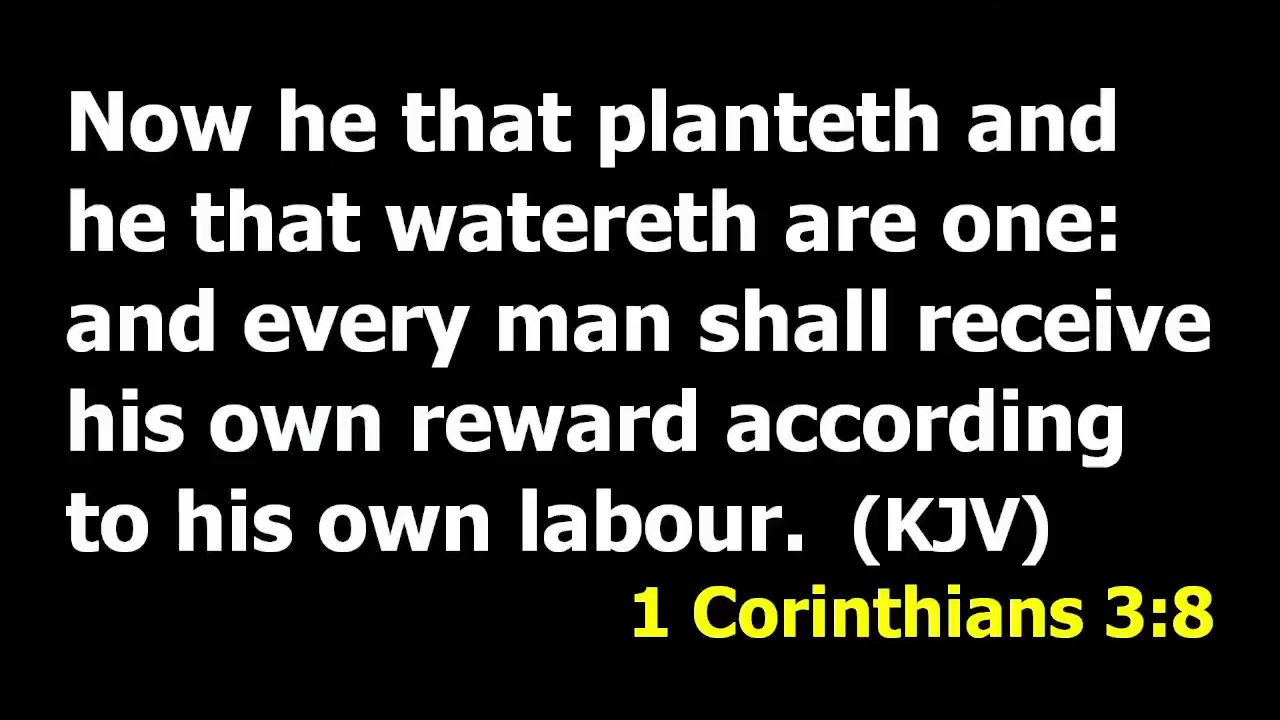 Now he that planteth and
he that watereth are one:
and every man shall receive
his own reward according
to his own labour. (KJV)
1 Corinthians 3:8